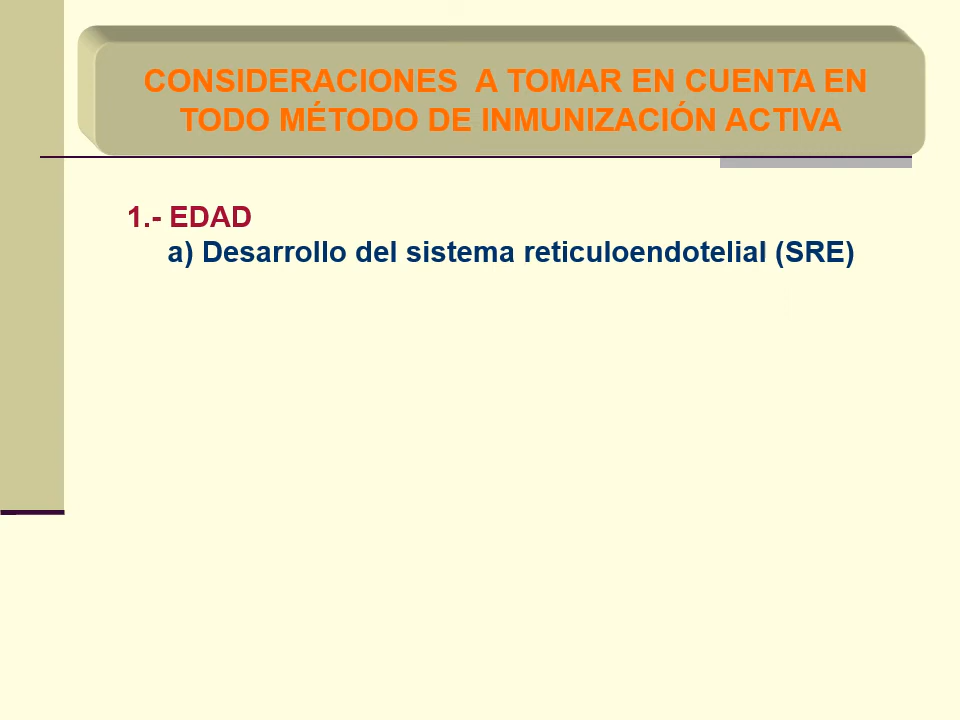 CONSIDERACIONES  A TOMAR EN CUENTA EN
TODO MÉTODO DE INMUNIZACIÓN ACTIVA
1.- EDAD
a) Desarrollo del sistema reticuloendotelial (SRE)